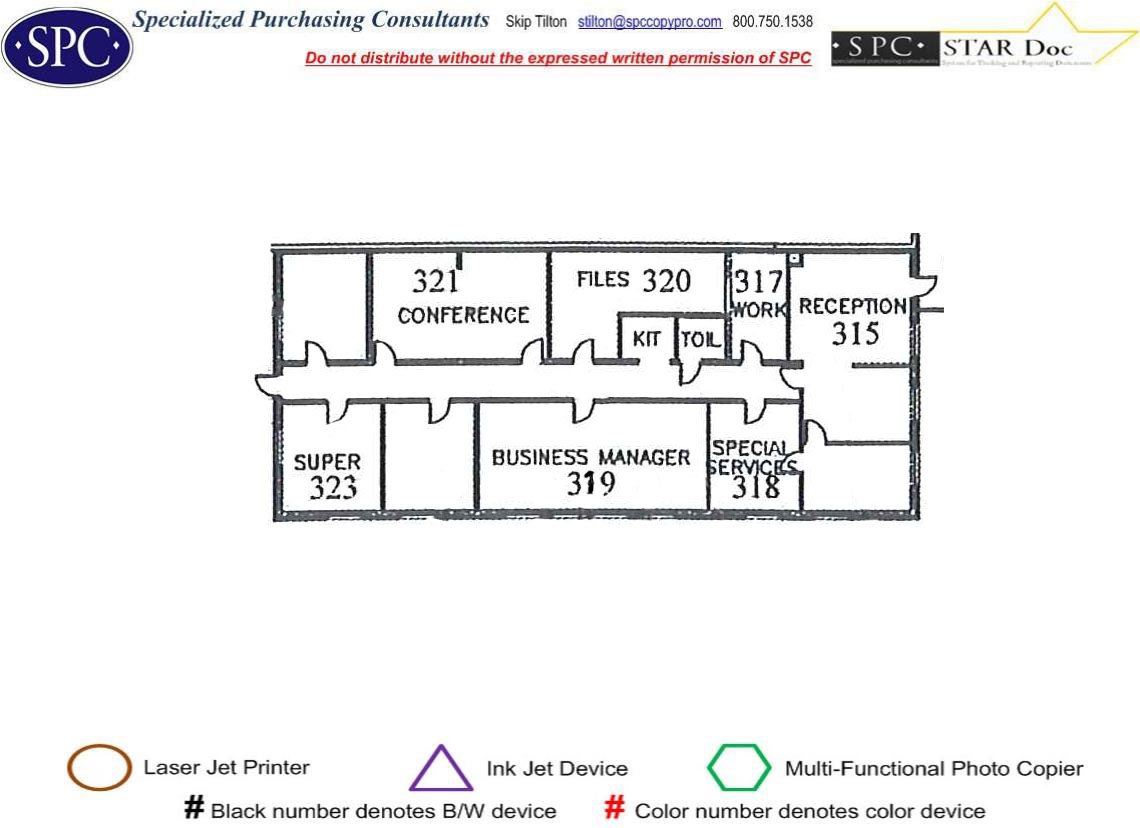 SPC
Specialized Purchasing Consultants Skip Tilton stilton@spccopypro.com 800.750.1538
Do not distribute without the expressed written permission of SPC
·SPC· STAR Doc
specialized purchasing consultants System for Tracking and Reporting Documents
321
CONFERENCE
FILES 320
KIT
TOIL
317
WORK
RECEPTION
315
SUPER
323
BUSINESS MANAGER
319
SPECIAL
SERVICES
318
Laser Jet Printer
Ink Jet Device
Multi-Functional Photo Copier
# Black number denotes B/W device
# Color number denotes color device